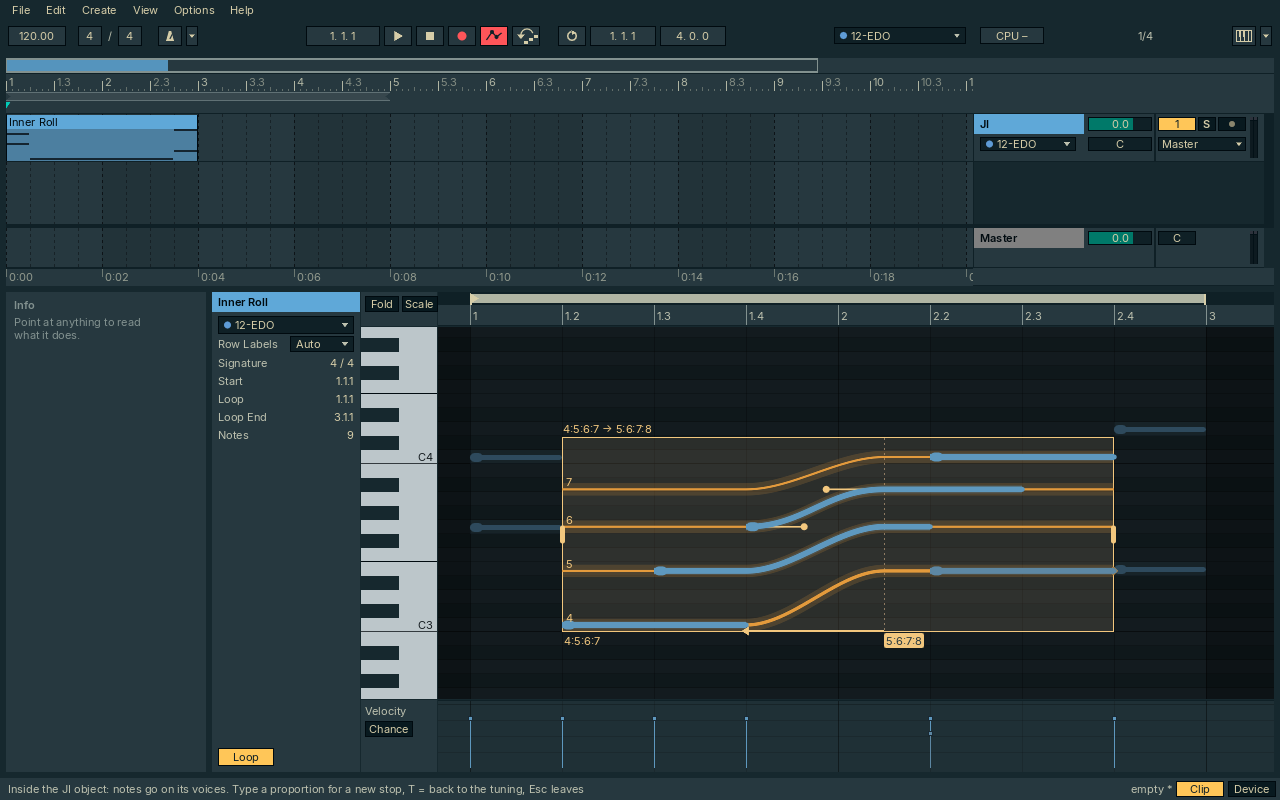 File Edit Create View Options Help
120.00 4 / 4 1. 1. 1 1. 1. 1 4. 0. 0 12-EDO CPU – 1/4
1 1.3 2 2.3 3 3.3 4 4.3 5 5.3 6 6.3 7 7.3 8 8.3 9 9.3 10 10.3 1
Inner Roll JI 0.0 1 S
12-EDO C Master
Master 0.0 C
0:00 0:02 0:04 0:06 0:08 0:10 0:12 0:14 0:16 0:18
Info
Point at anything to read
what it does.
Inner Roll
12-EDO
Row Labels Auto
Signature 4 / 4
Start 1.1.1
Loop 1.1.1
Loop End 3.1.1
Notes 9
Loop
Fold Scale
1 1.2 1.3 1.4 2 2.2 2.3 2.4 3
4:5:6:7 → 5:6:7:8
C4
7
6
5
4
C3
4:5:6:7 5:6:7:8
Velocity
Chance
Inside the JI object: notes go on its voices. Type a proportion for a new stop, T = back to the tuning, Esc leaves empty * Clip Device